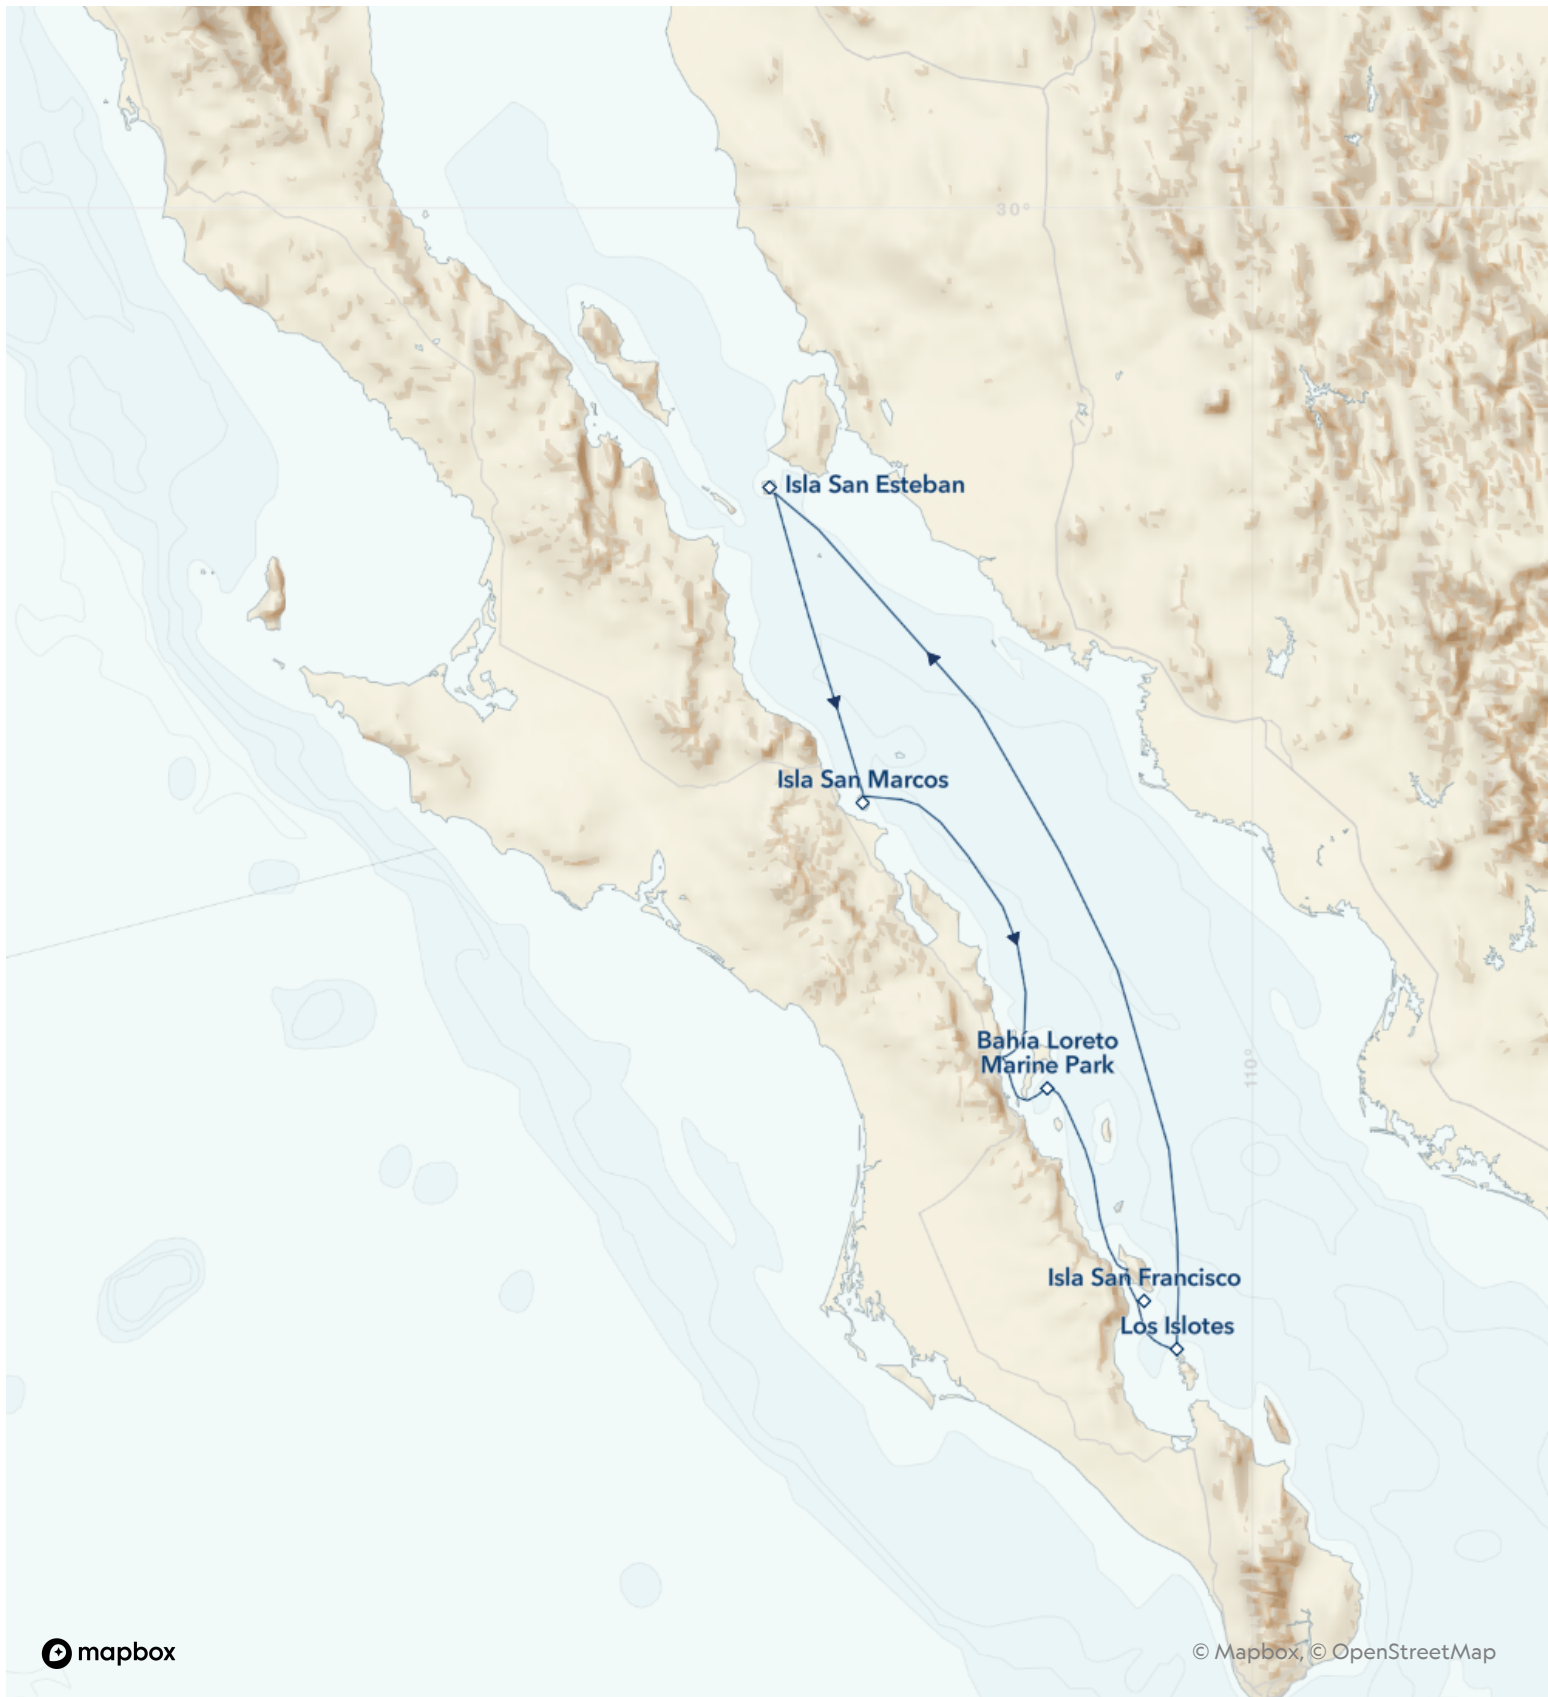 30°
Isla San Esteban
Isla San Marcos
Bahía Loreto
Marine Park
110°
Isla San Francisco
Los Islotes
mapbox
© Mapbox, © OpenStreetMap